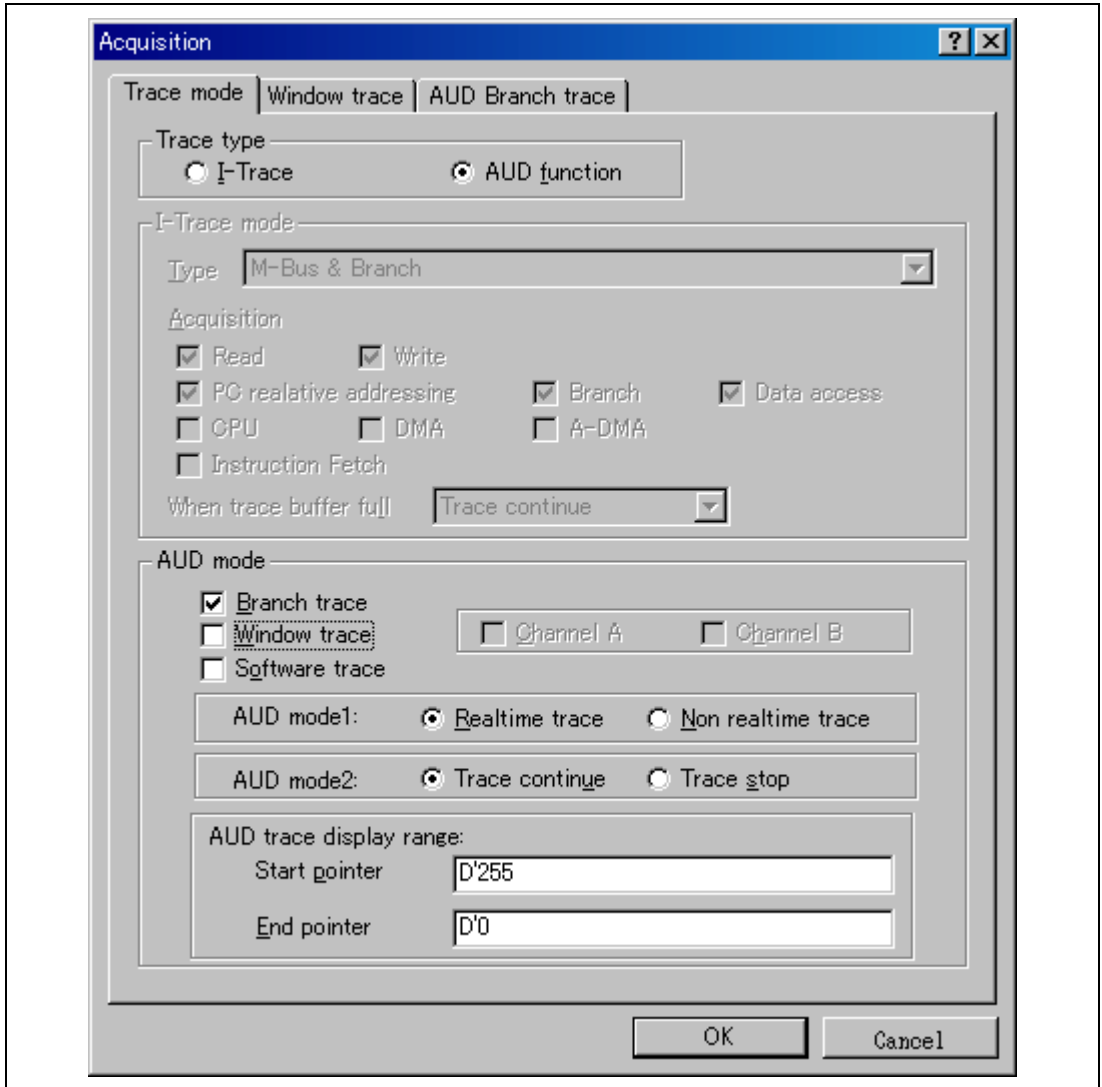 Acquisition
Trace mode Window trace AUD Branch trace
Trace type
I-Trace AUD function
I-Trace mode
Type M-Bus & Branch
Acquisition
Read Write
PC realative addressing Branch Data access
CPU DMA A-DMA
Instruction Fetch
When trace buffer full Trace continue
AUD mode
Branch trace
Window trace Channel A Channel B
Software trace
AUD mode1: Realtime trace Non realtime trace
AUD mode2: Trace continue Trace stop
AUD trace display range:
Start pointer D'255
End pointer D'0
OK Cancel